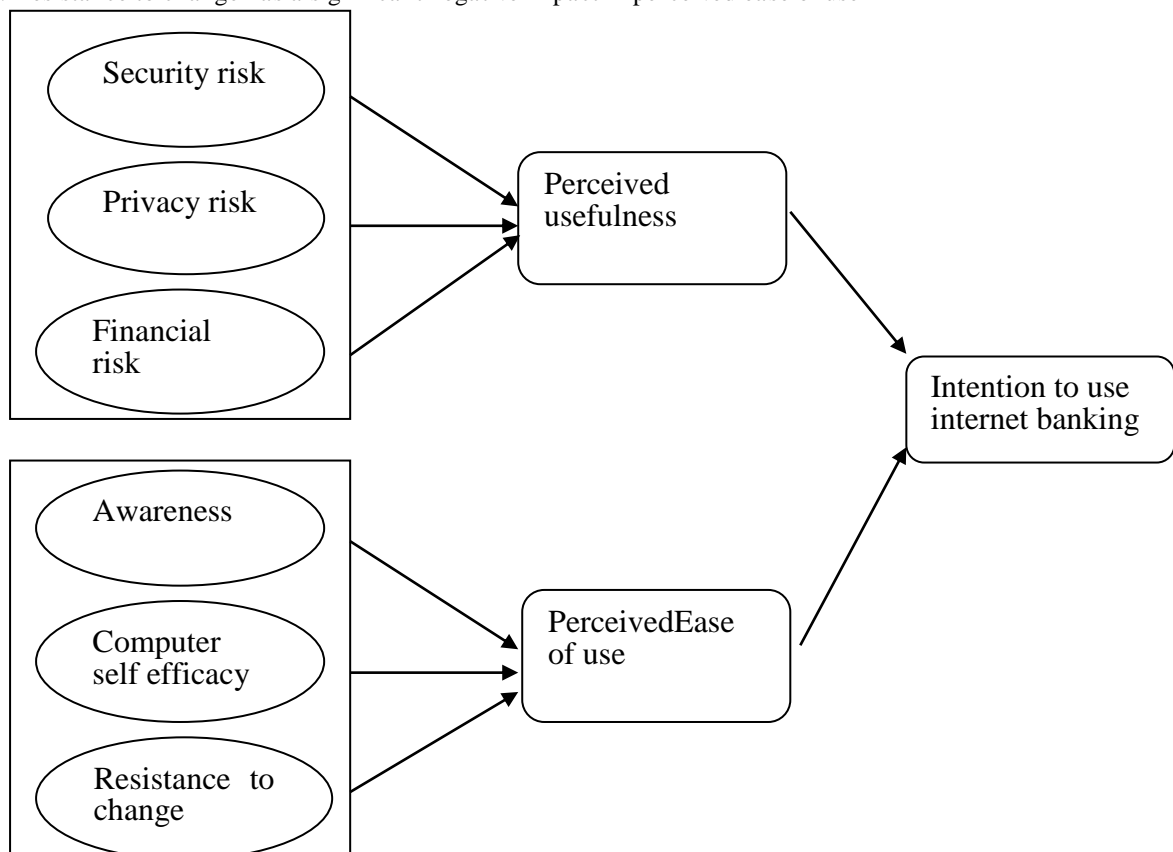 Security risk
Privacy risk
Financial
risk
Perceived
usefulness
Intention to use
internet banking
Awareness
Computer
self efficacy
Resistance to
change
PerceivedEase
of use